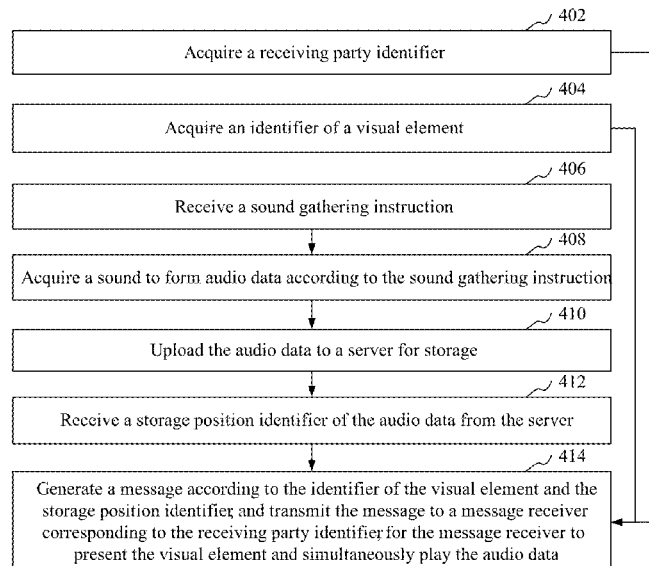 402
Acquire a receiving party identifier
404
Acquire an identifier of a visual element
406
Receive a sound gathering instruction
408
Acquire a sound to form audio data according to the sound gathering instruction
410
Upload the audio data to a server for storage
412
Receive a storage position identifier of the audio data from the server
414
Generate a message according to the identifier of the visual element and the
storage position identifier, and transmit the message to a message receiver
corresponding to the receiving party identifier, for the message receiver to
present the visual element and simultaneously play the audio data